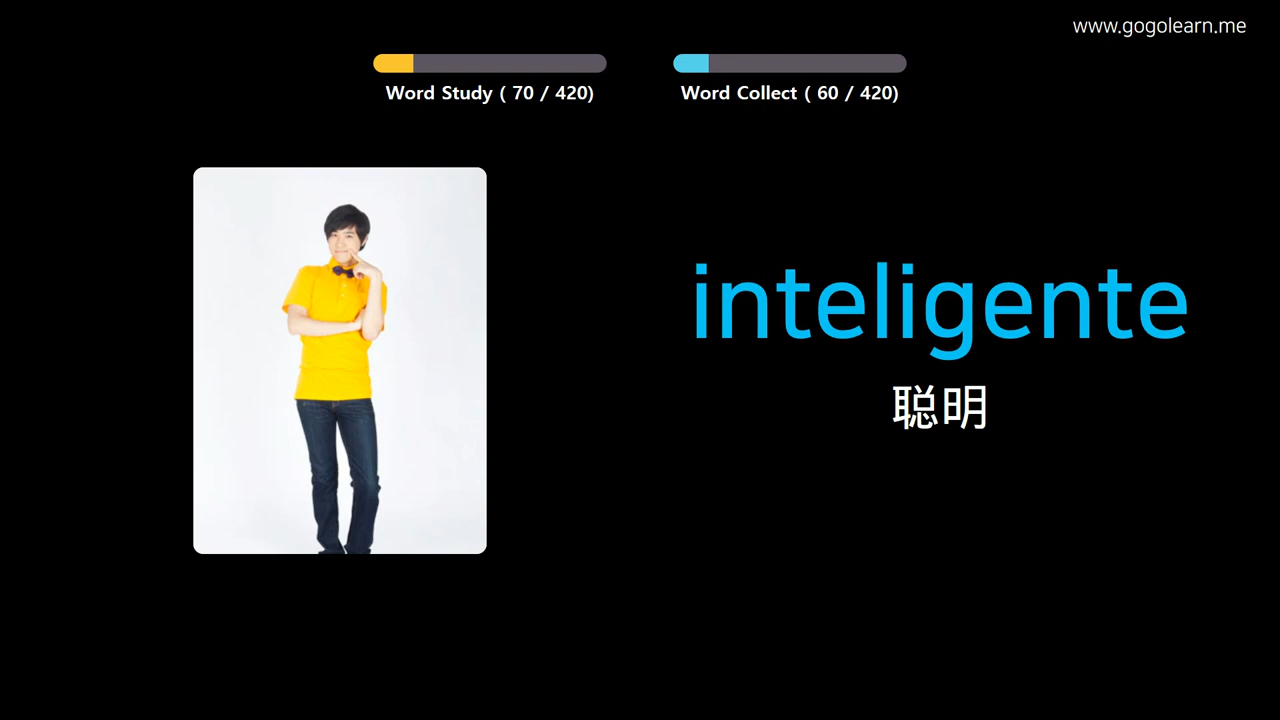 www.gogolearn.me
Word Study ( 70 / 420)
Word Collect ( 60 / 420)
inteligente
聪明